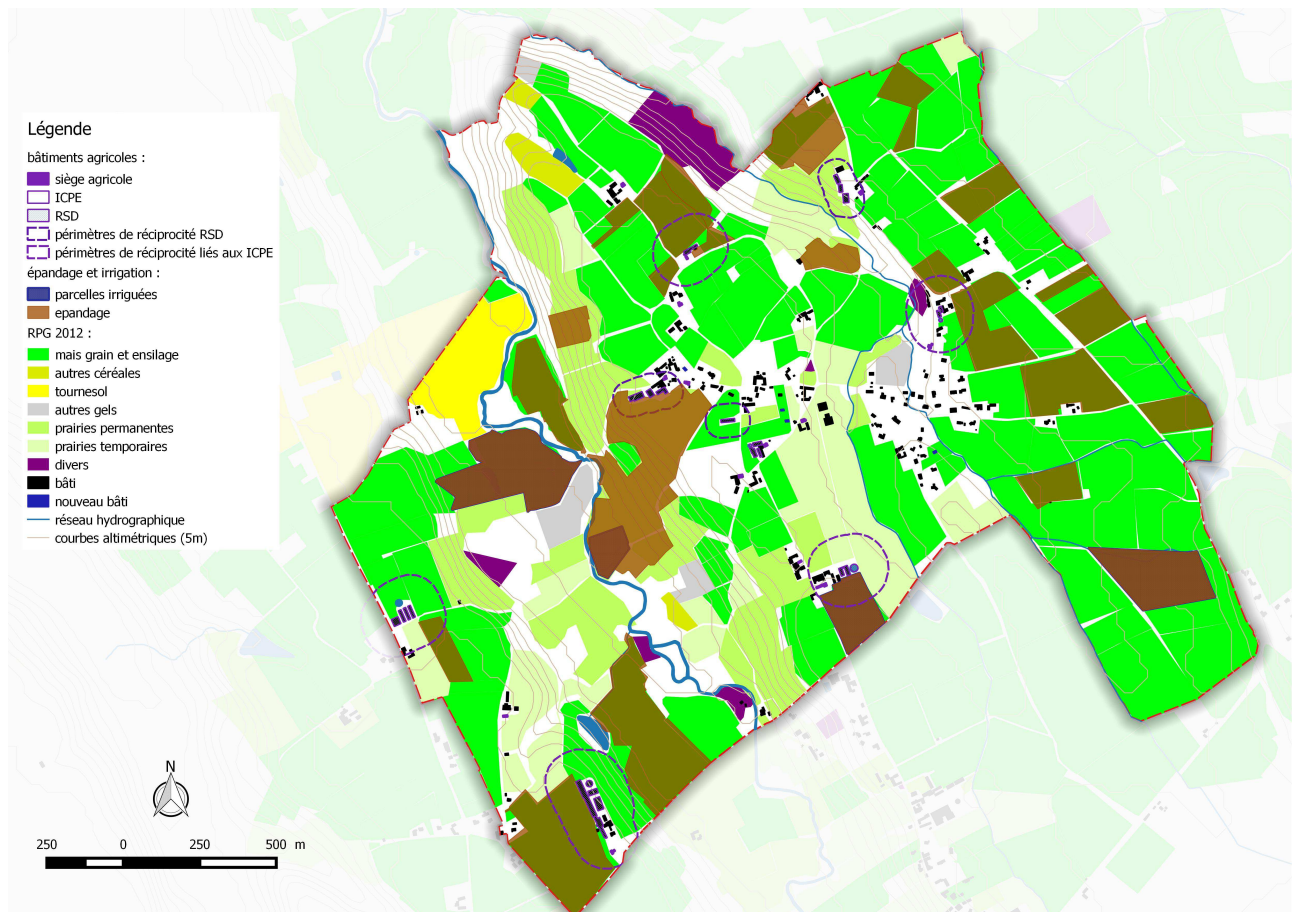 Légende
bâtiments agricoles :
siège agricole
ICPE
RSD
périmètres de réciprocité RSD
périmètres de réciprocité liés aux ICPE
épandage et irrigation :
parcelles irriguées
epandage
RPG 2012 :
mais grain et ensilage
autres céréales
tournesol
autres gels
prairies permanentes
prairies temporaires
divers
bâti
nouveau bâti
réseau hydrographique
courbes altimétriques (5m)
N
250 0 250 500 m